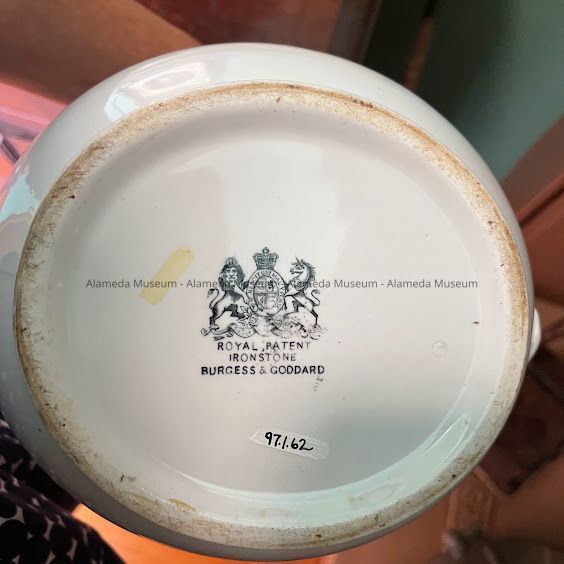 Alameda Museum - Alameda Museum - Alameda Museum - Alameda Museum
ROYAL PATENT
IRONSTONE
BURGESS & GODDARD
97.1.62